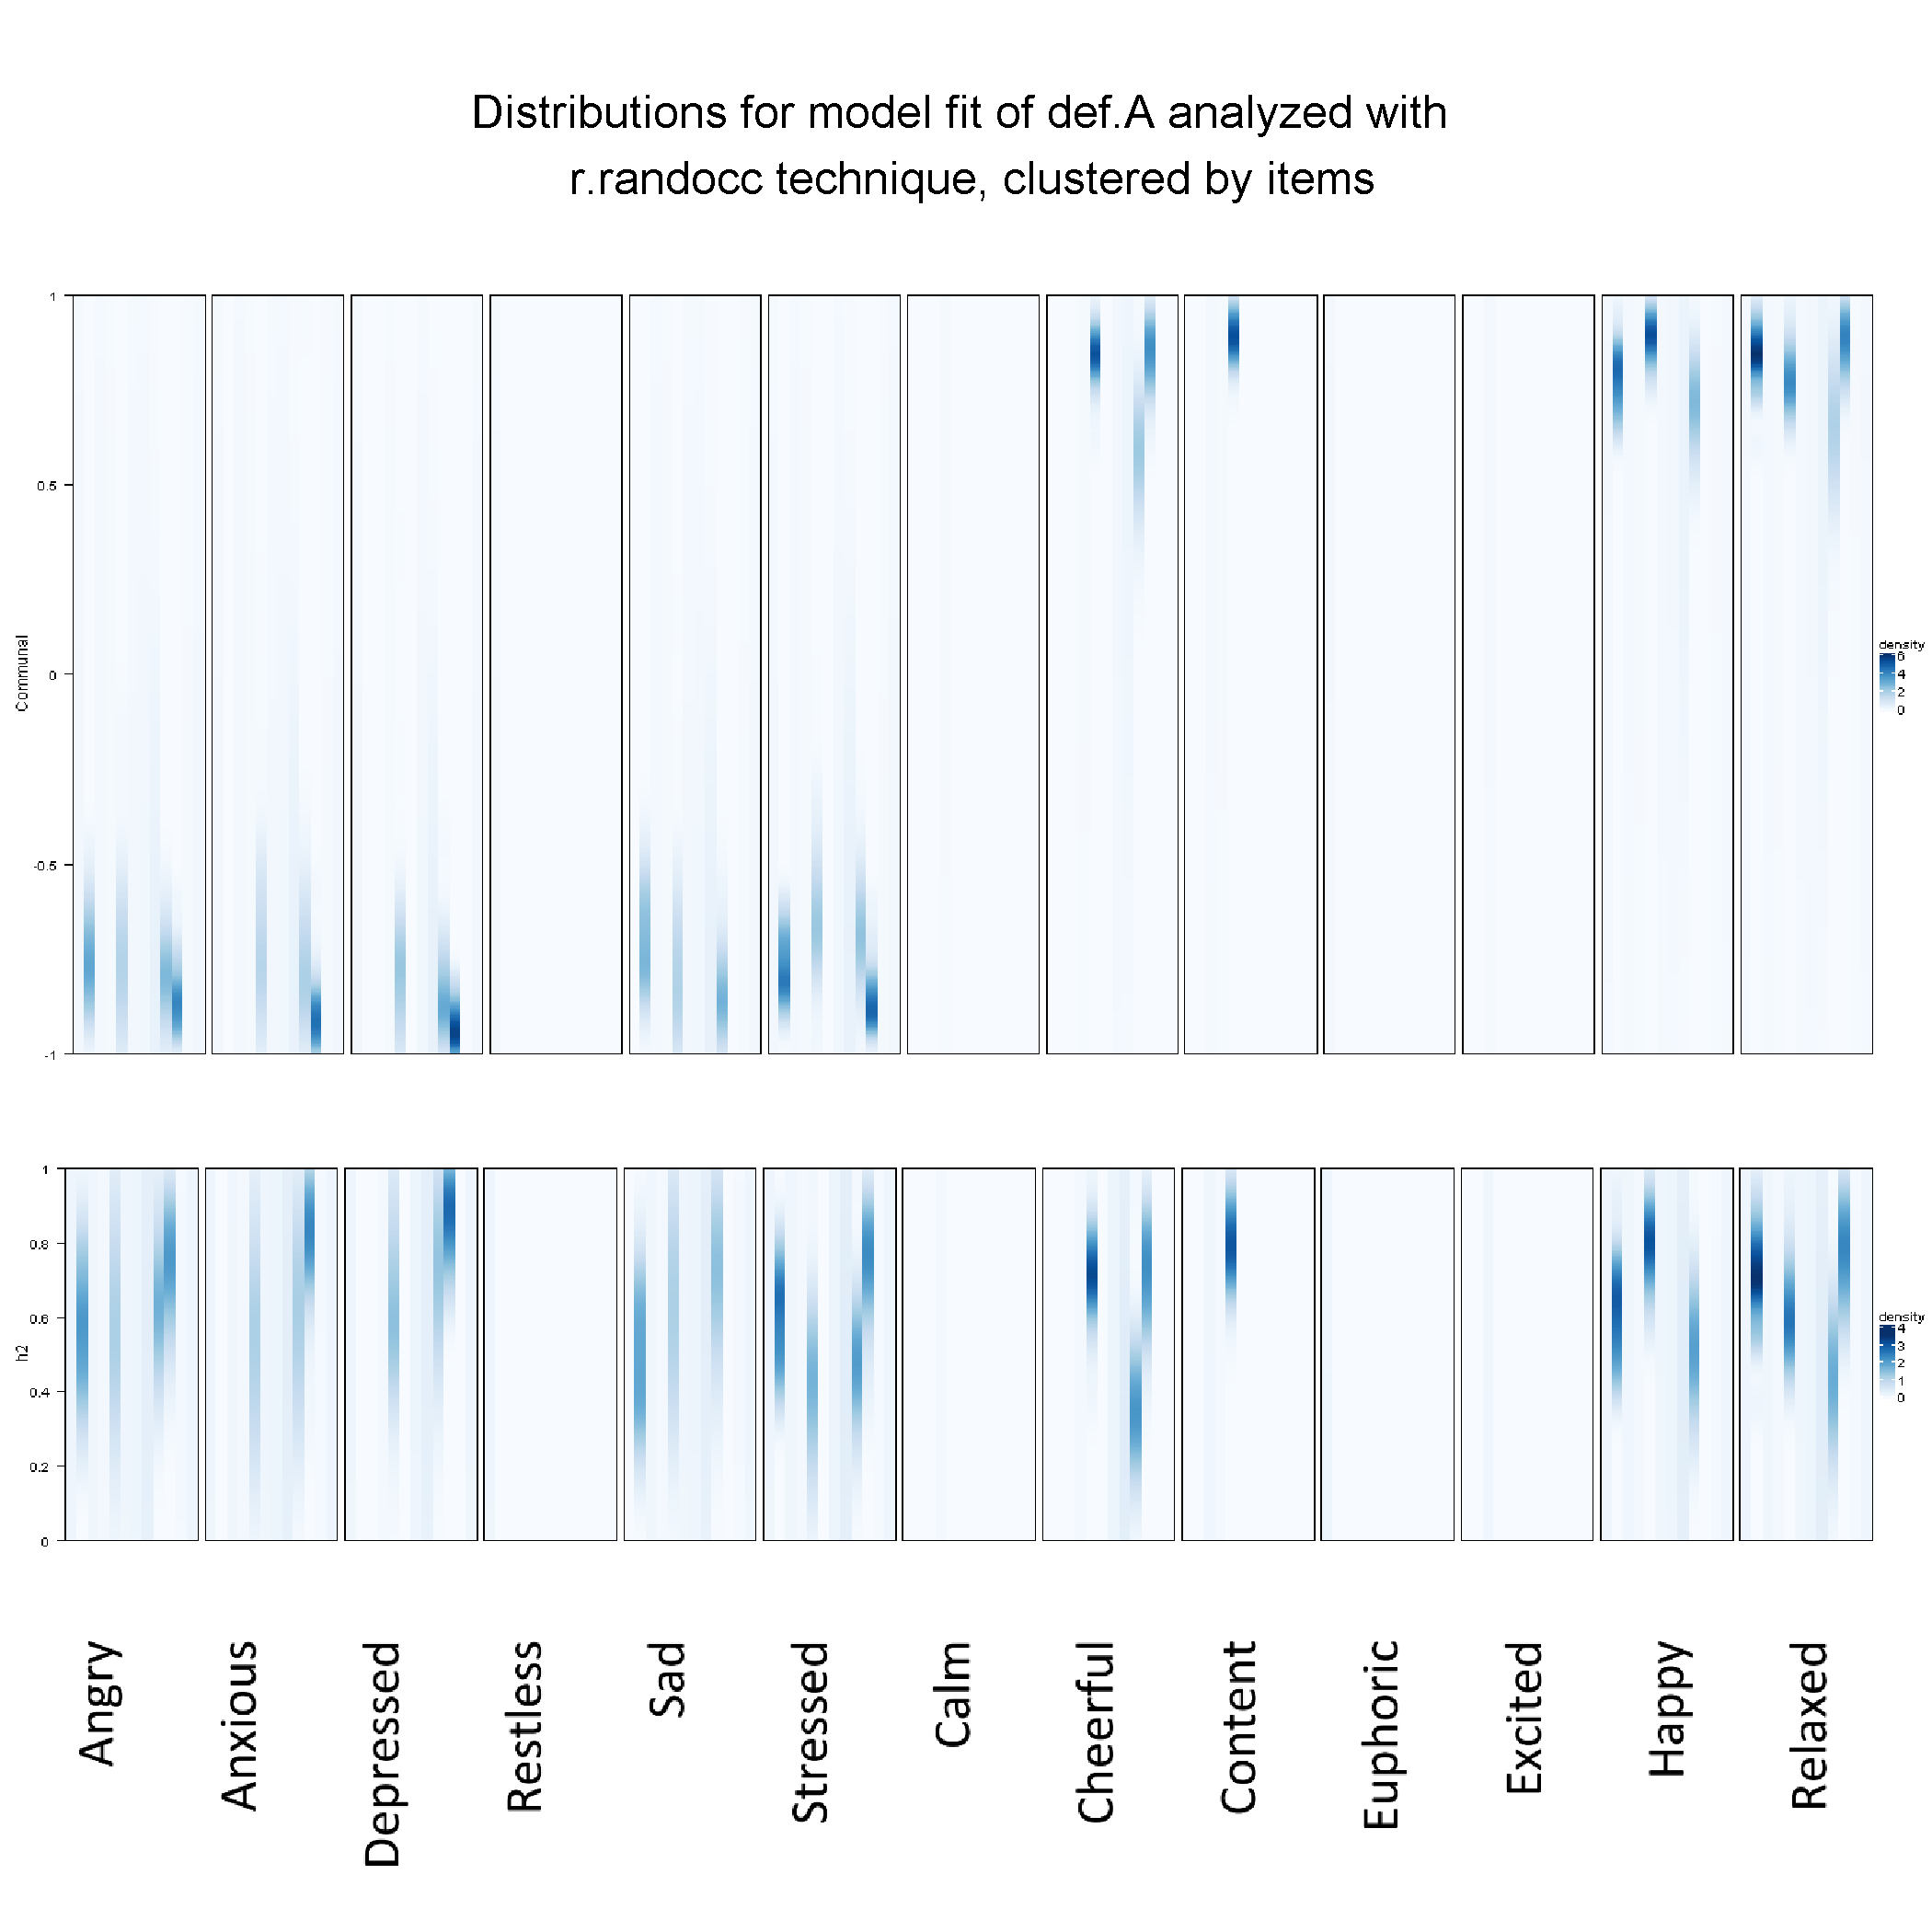 Distributions for model fit of def.A analyzed with
r.randocc technique, clustered by items
1
0.5
0
-0.5
-1
Communal
density
6
4
2
0
1
0.8
0.6
0.4
0.2
0
h2
density
4
3
2
1
0
Angry
Anxious
Depressed
Restless
Sad
Stressed
Calm
Cheerful
Content
Euphoric
Excited
Happy
Relaxed